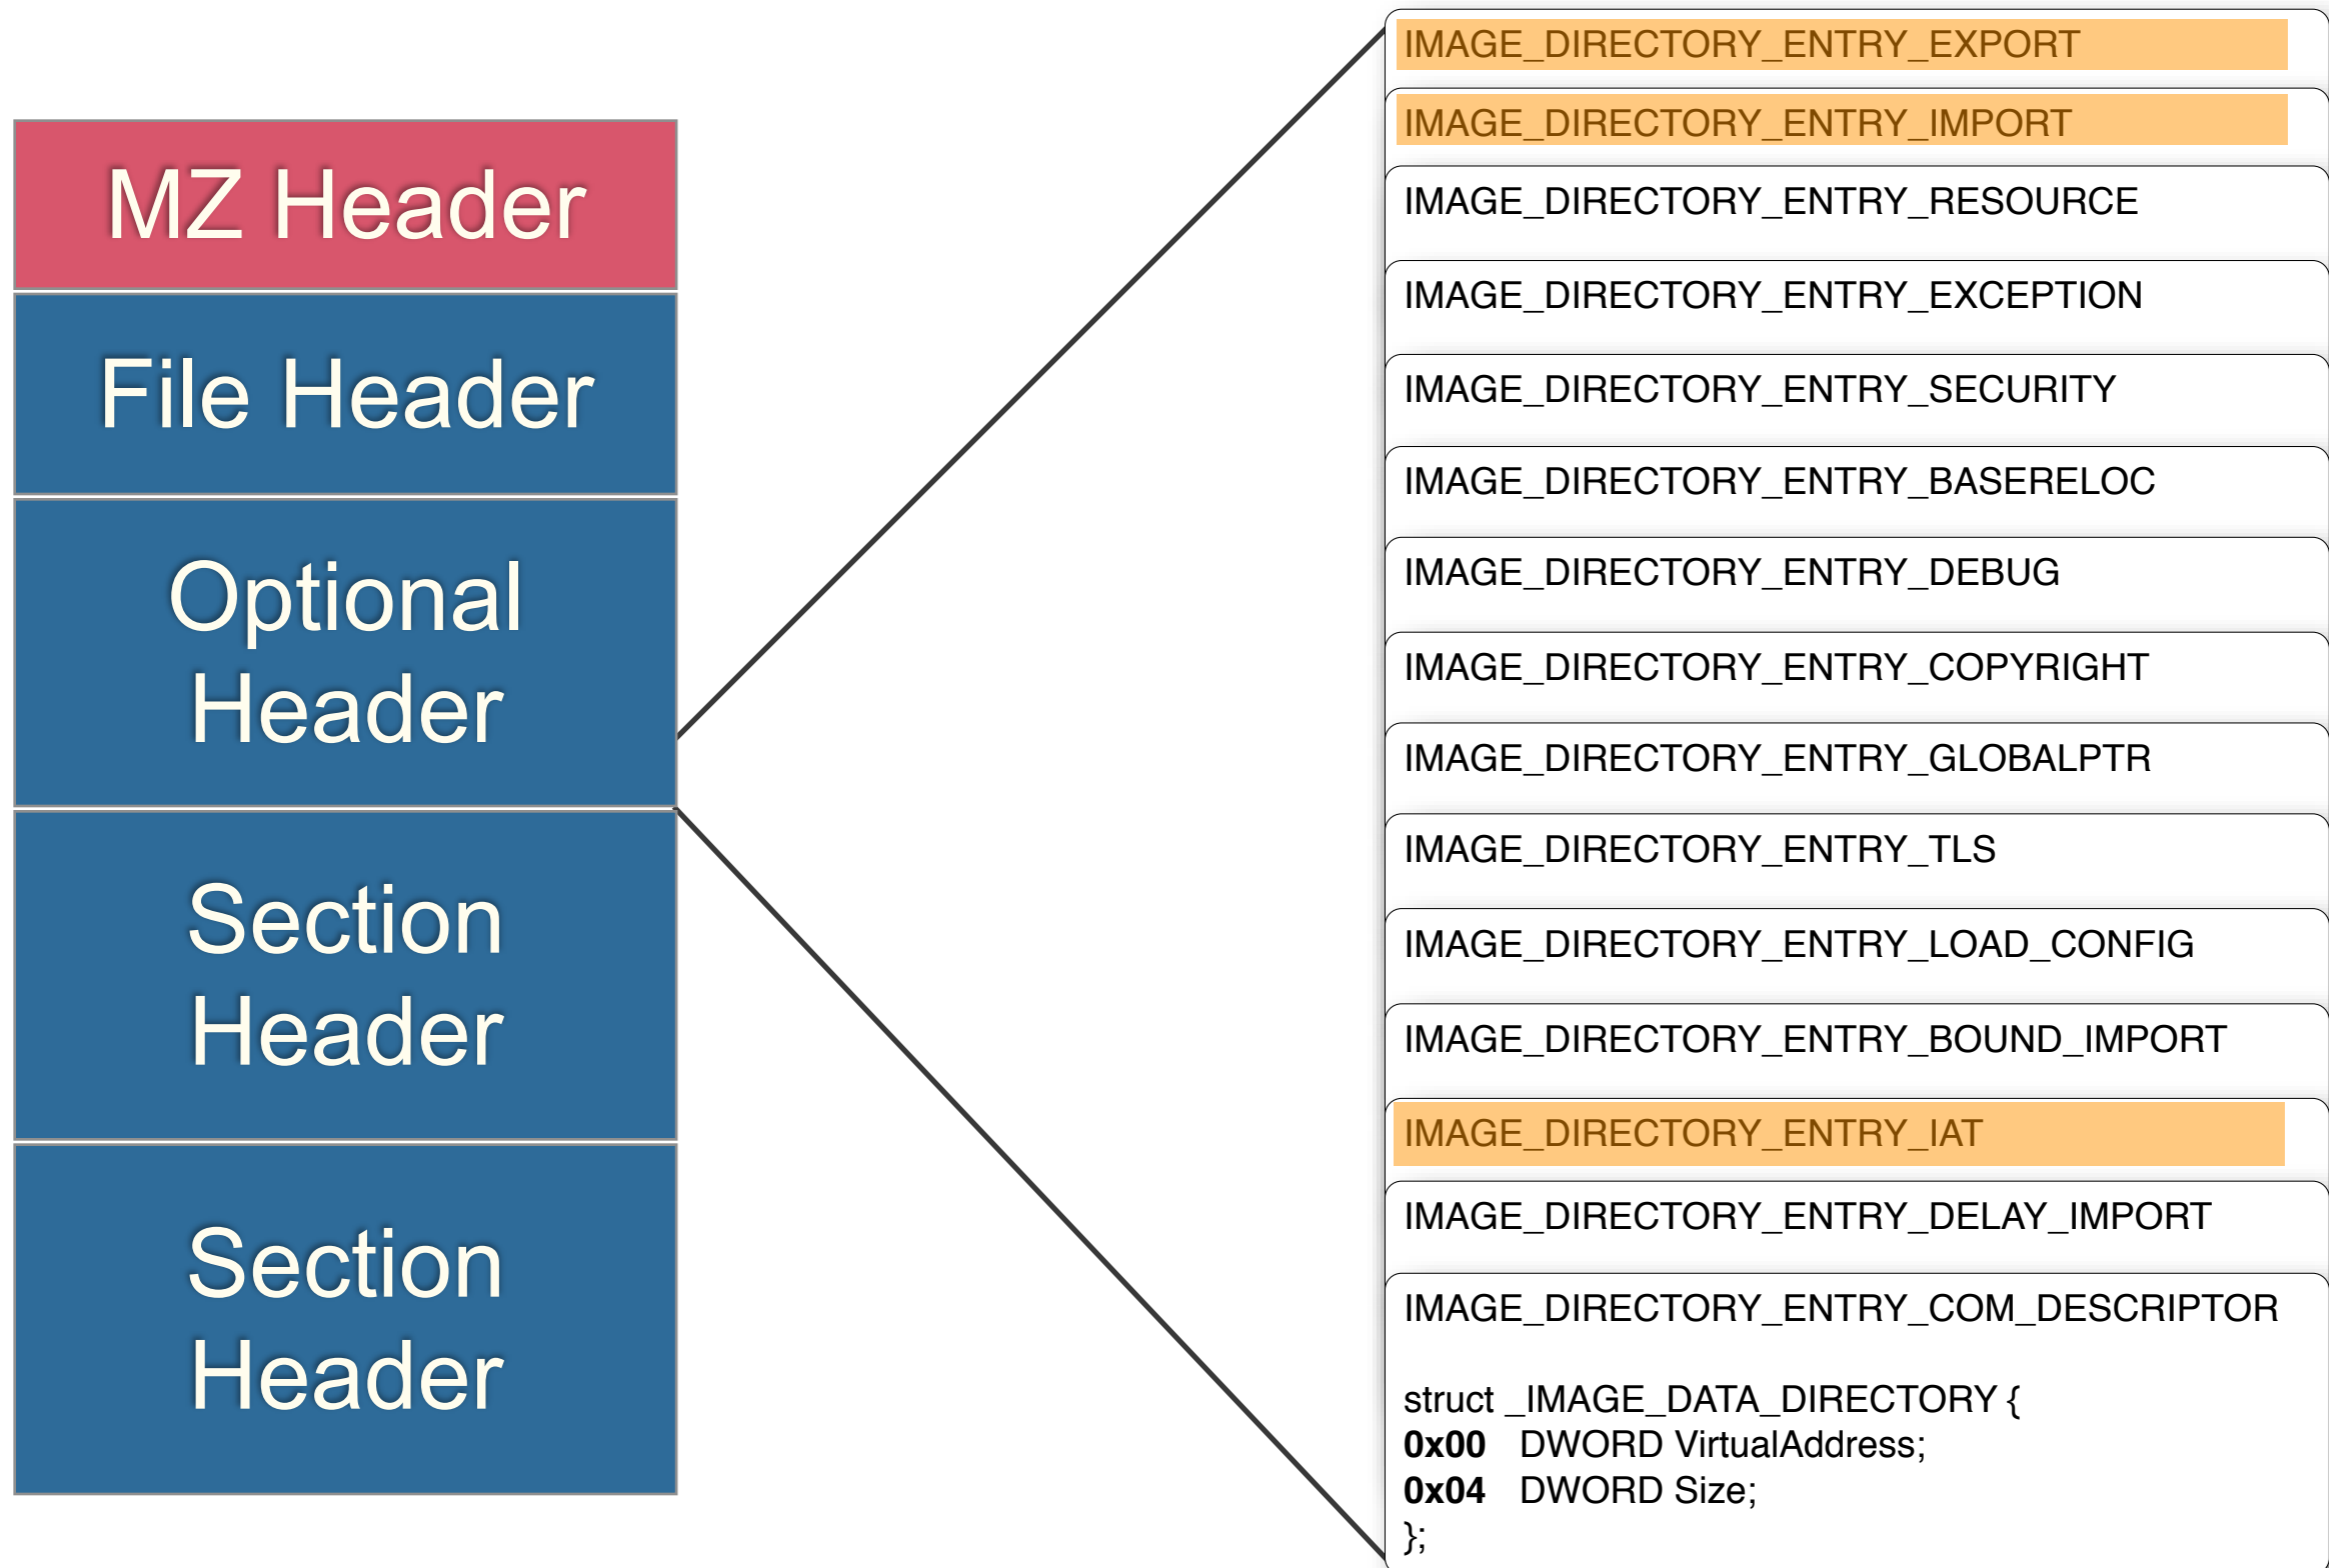 MZ Header
File Header
Optional
Header
Section
Header
Section
Header
IMAGE_DIRECTORY_ENTRY_EXPORT
IMAGE_DIRECTORY_ENTRY_IMPORT
IMAGE_DIRECTORY_ENTRY_RESOURCE
IMAGE_DIRECTORY_ENTRY_EXCEPTION
IMAGE_DIRECTORY_ENTRY_SECURITY
IMAGE_DIRECTORY_ENTRY_BASERELOC
IMAGE_DIRECTORY_ENTRY_DEBUG
IMAGE_DIRECTORY_ENTRY_COPYRIGHT
IMAGE_DIRECTORY_ENTRY_GLOBALPTR
IMAGE_DIRECTORY_ENTRY_TLS
IMAGE_DIRECTORY_ENTRY_LOAD_CONFIG
IMAGE_DIRECTORY_ENTRY_BOUND_IMPORT
IMAGE_DIRECTORY_ENTRY_IAT
IMAGE_DIRECTORY_ENTRY_DELAY_IMPORT
IMAGE_DIRECTORY_ENTRY_COM_DESCRIPTOR
struct _IMAGE_DATA_DIRECTORY {
0x00 DWORD VirtualAddress;
0x04 DWORD Size;
};